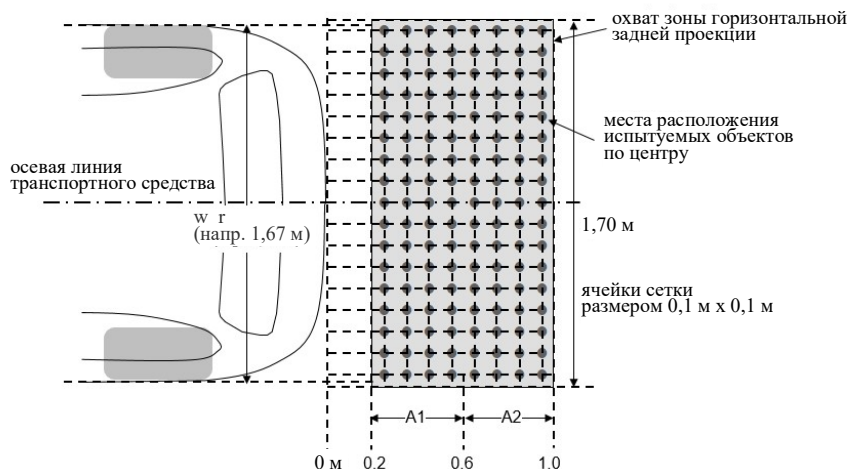 охват зоны горизонтальной
задней проекции
места расположения
испытуемых объектов
по центру
осевая линия
транспортного средства
w r
(напр. 1,67 м)
1,70 м
ячейки сетки
размером 0,1 м x 0,1 м
A1
A2
0 м
0.2
0.6
1.0